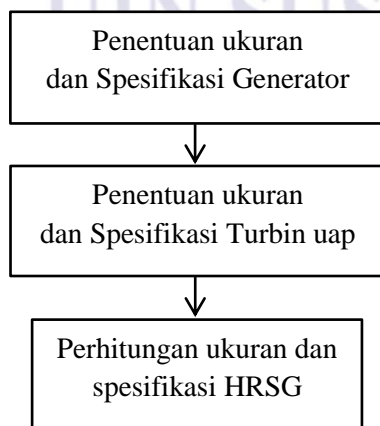 Penentuan ukuran
dan Spesifikasi Generator
Penentuan ukuran
dan Spesifikasi Turbin uap
Perhitungan ukuran dan
spesifikasi HRSG